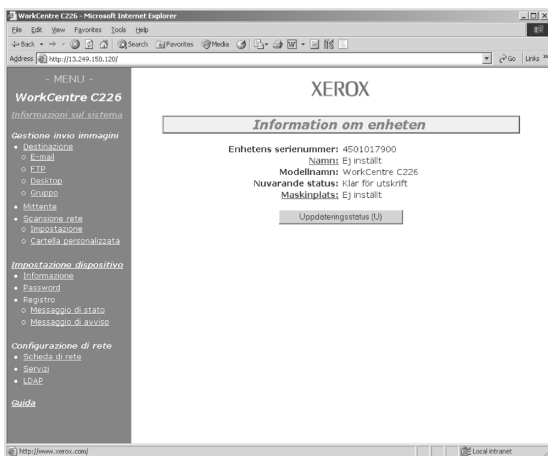 WorkCentre C226 - Microsoft Internet Explorer
File Edit View Favorites Tools Help
Back Search Favorites Media
Address http://13.249.150.120/ Go Links »
- MENU -
WorkCentre C226
Informazioni sul sistema
Gestione invio immagini
Destinazione
E-mail
FTP
Desktop
Gruppo
Mittente
Scansione rete
Impostazione
Cartella personalizzata
Impostazione dispositivo
Informazione
Password
Registro
Messaggio di stato
Messaggio di avviso
Configurazione di rete
Scheda di rete
Servizi
LDAP
Guida
XEROX
Information om enheten
Enhetens serienummer: 4501017900
Namn: Ej inställt
Modellnamn: WorkCentre C226
Nuvarande status: Klar för utskrift
Maskinplats: Ej inställt
Uppdateringsstatus (U)
http://www.xerox.com/ Local intranet